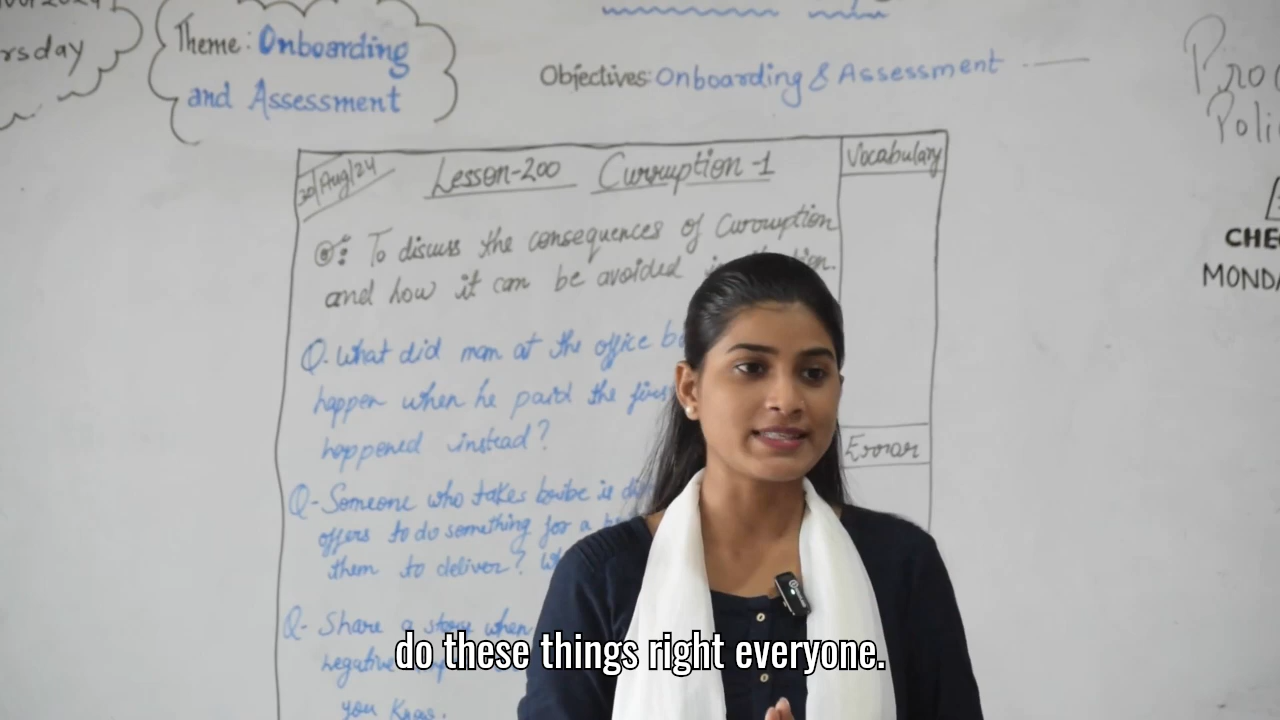 rsday
Theme: Onboarding
and Assessment
Objectives: Onboarding & Assessment
30/Aug/24
Lesson-200 Curruption -1
Vocabulary
To discuss the consequences of Curruption
and how it can be avoided
Q. What did man at the office
happen when he paid the
happened instead?
Error
Q- Someone who takes bribe is
offers to do something for a
them to deliver?
Q- Share a story when
negative
you know.
CHE
MONDA
do these things right everyone.